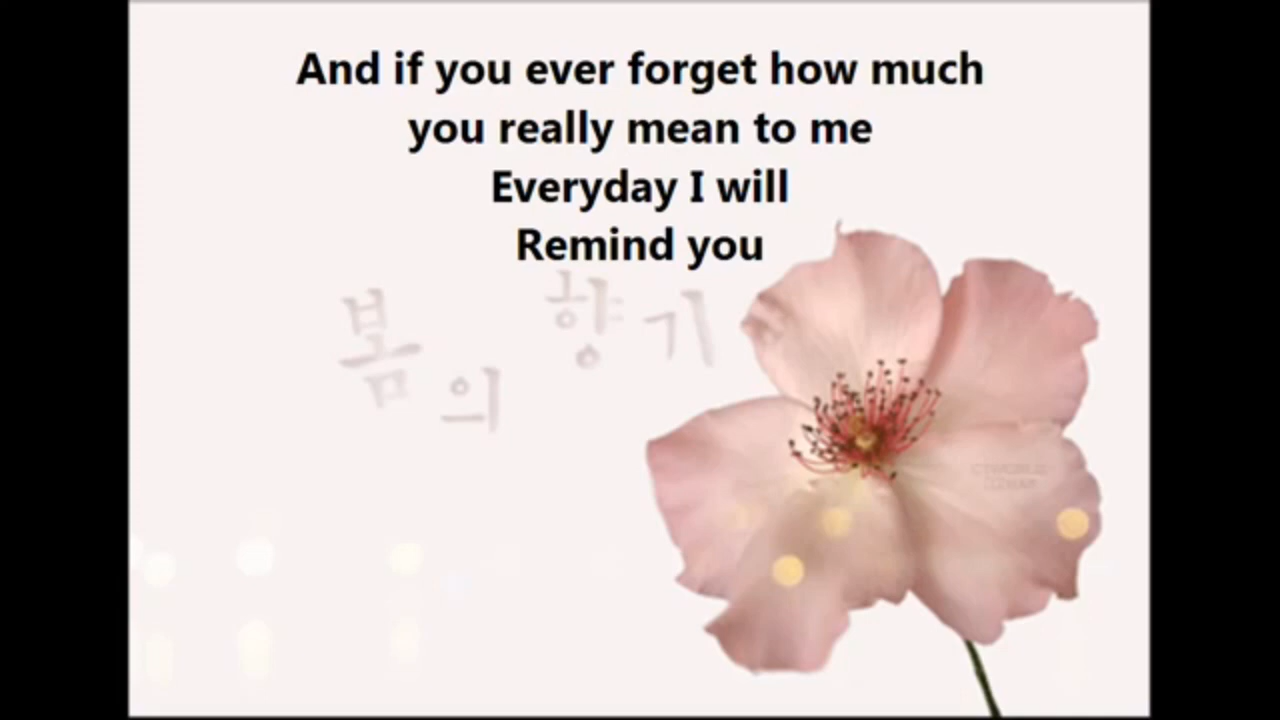 And if you ever forget how much
you really mean to me
Everyday I will
Remind you
봄의 향기